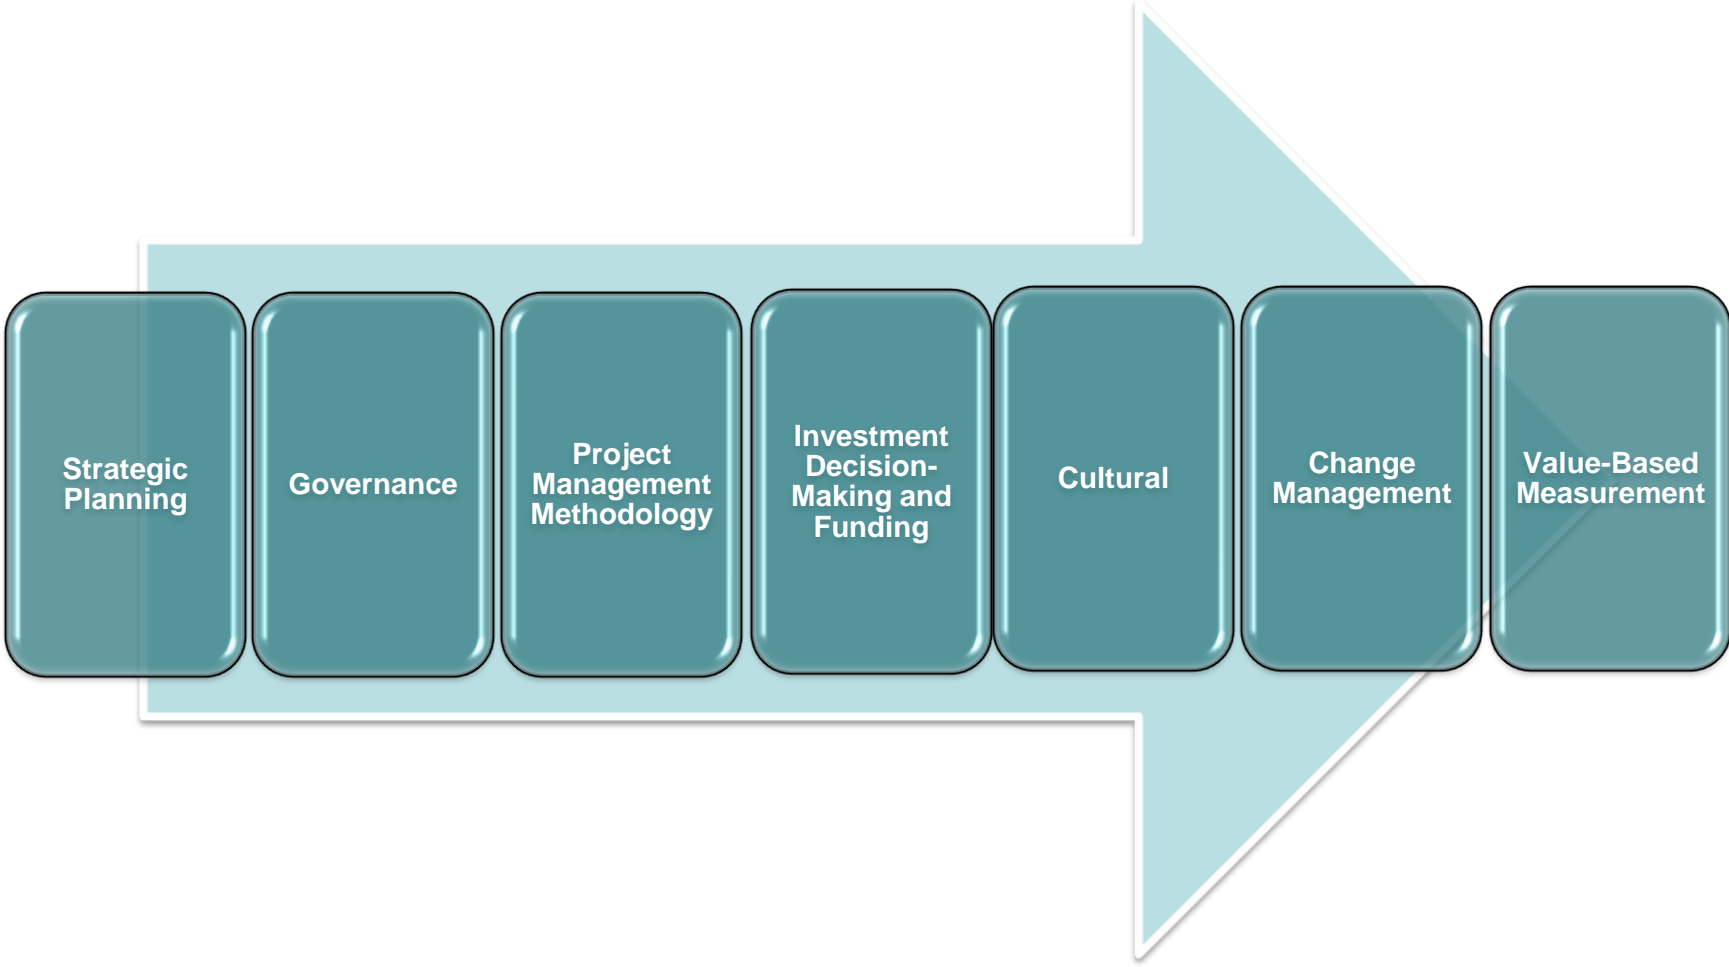 Strategic
Planning
Governance
Project
Management
Methodology
Investment
Decision-
Making and
Funding
Cultural
Change
Management
Value-Based
Measurement